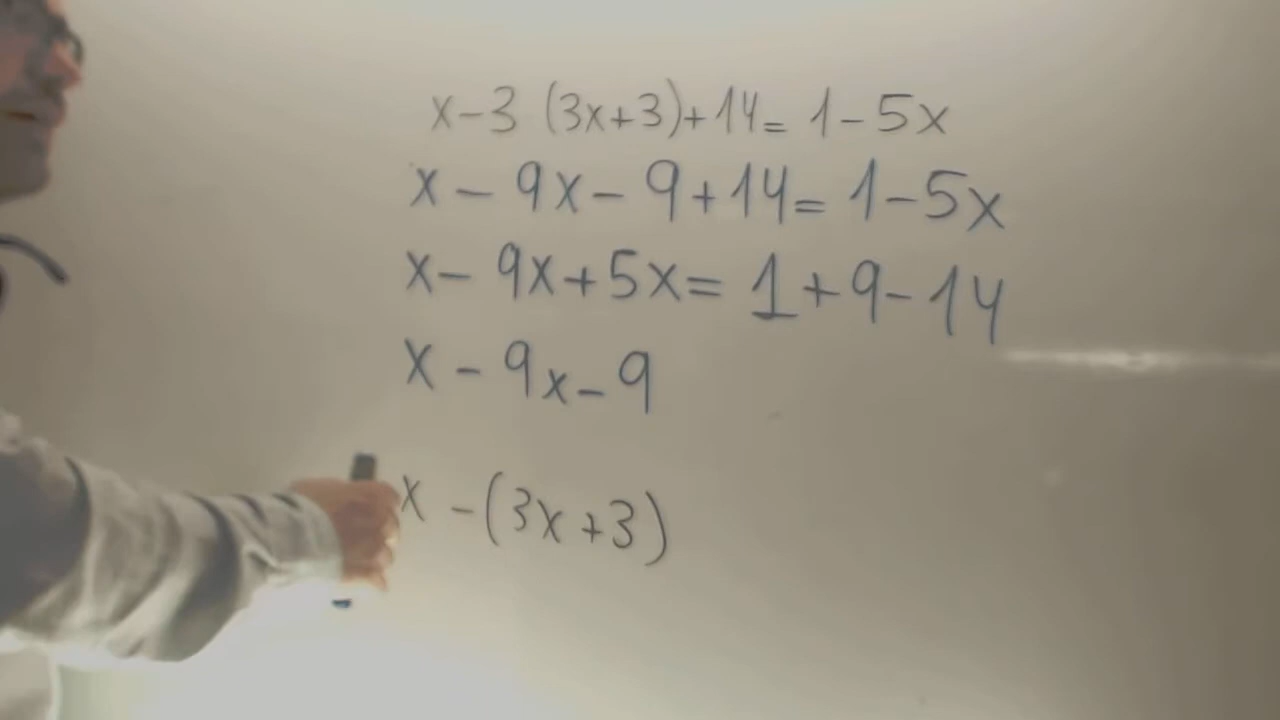 x-3 (3x+3)+14= 1-5x
x - 9x - 9+14= 1-5x
x- 9x+5x= 1+9-14
x - 9x-9
x -(3x+3)